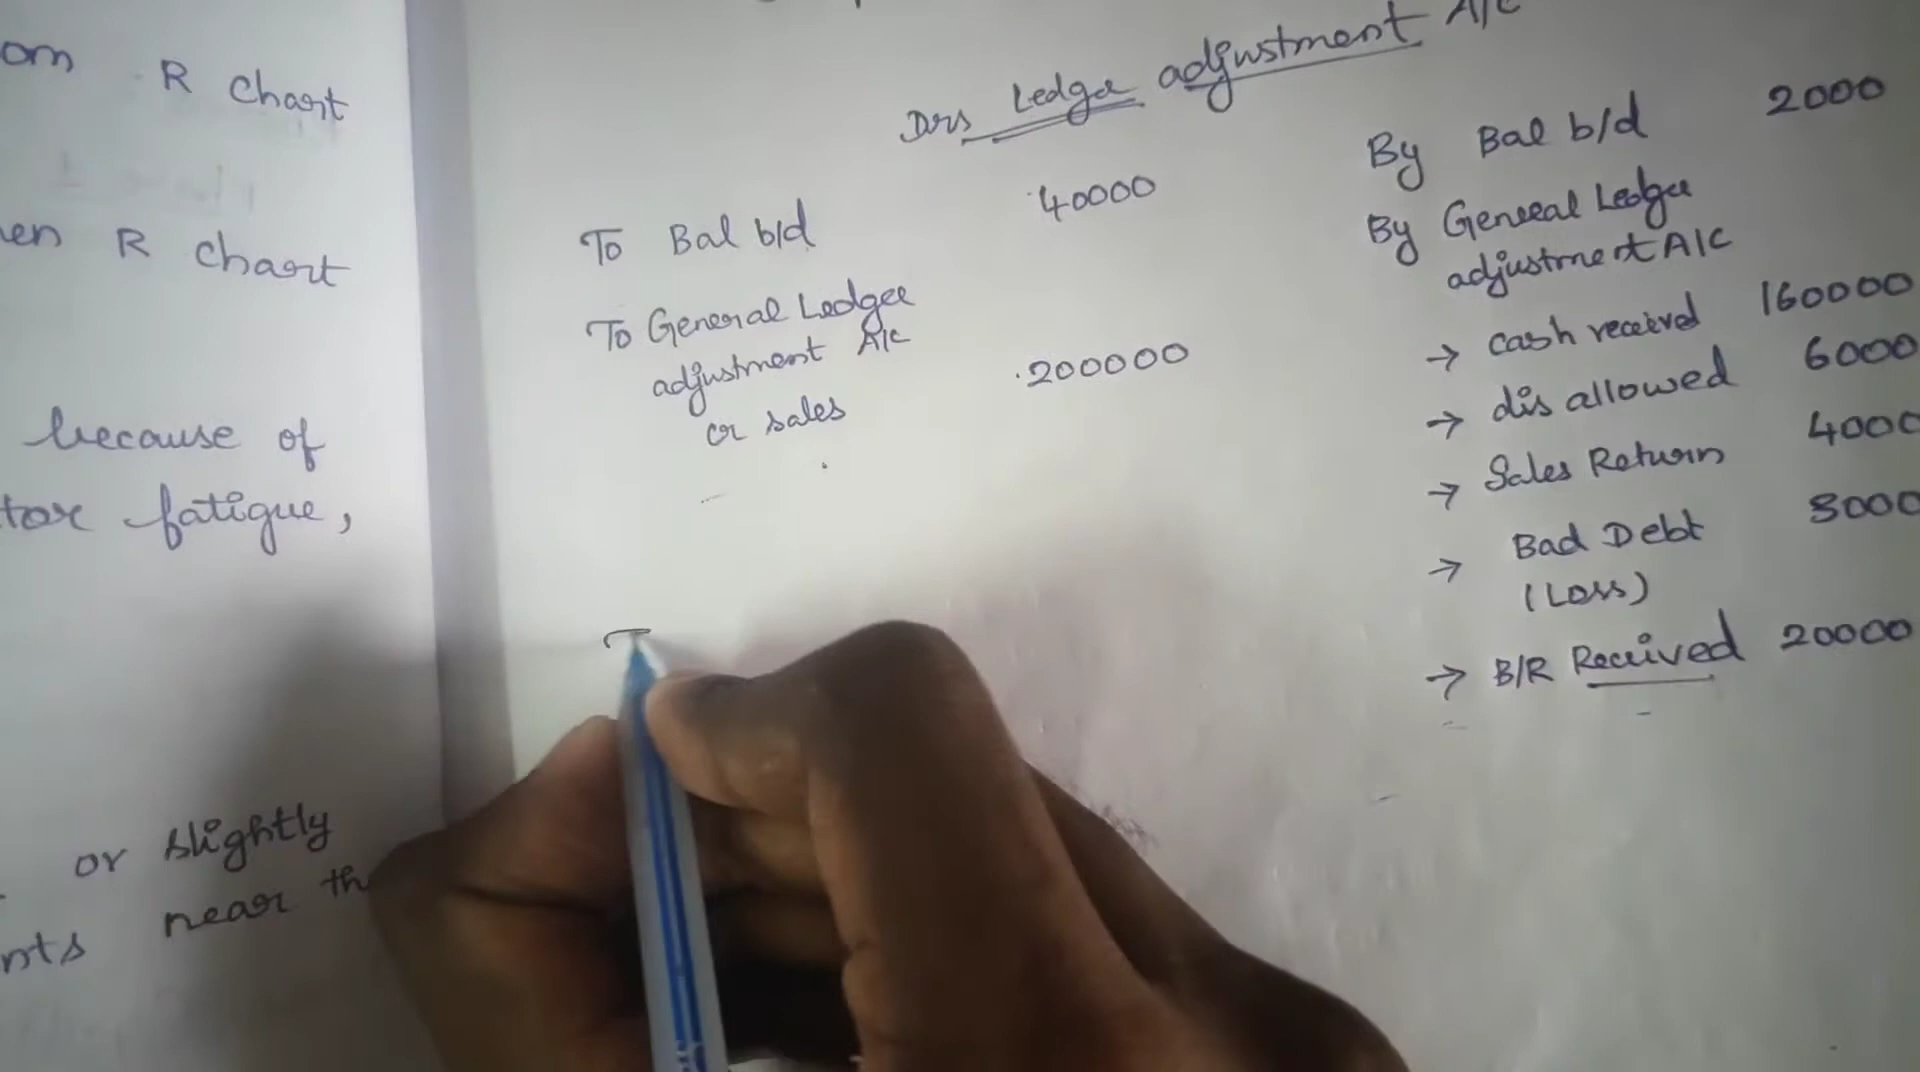 om R chart
en R chart
because of
tor fatigue,
or slightly
near th
nts
Drs Ledger adjustment A/C
To Bal b/d 40000
To General Ledger
adjustment A/c
cr sales 200000
By Bal b/d 2000
By General Ledger
adjustment A/C
→ cash received 160000
→ dis allowed 6000
→ Sales Return 4000
→ Bad Debt
(Loss)
→ B/R Received 20000
T